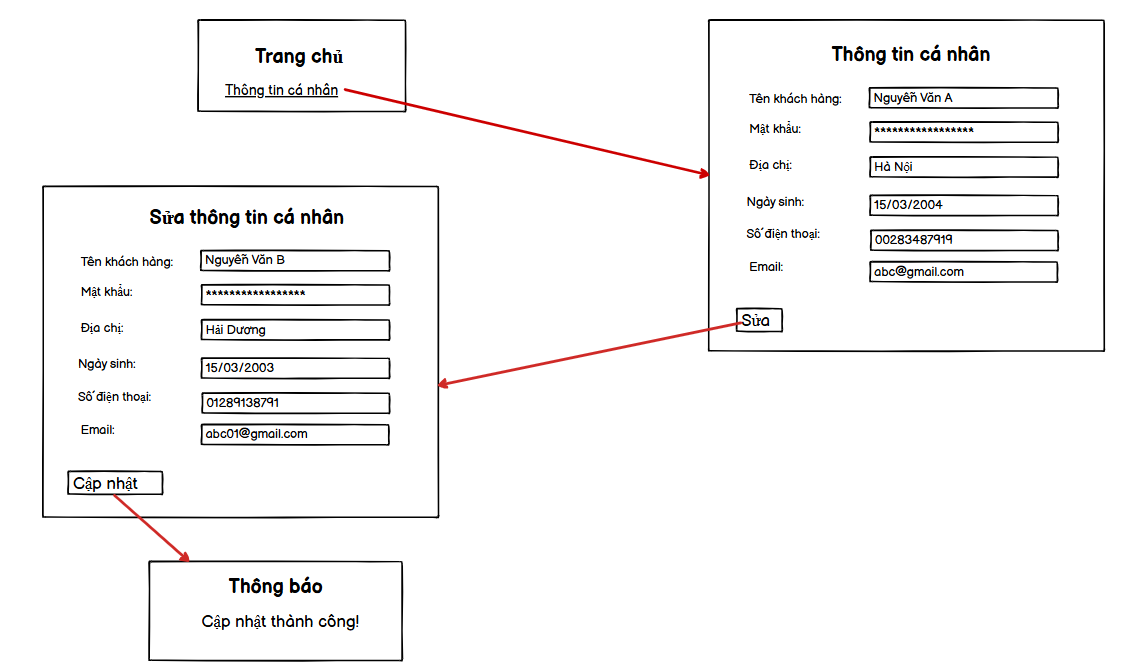 Trang chủ
Thông tin cá nhân
Thông tin cá nhân
Tên khách hàng: Nguyễn Văn A
Mật khẩu: *****************
Địa chị: Hà Nội
Ngày sinh: 15/03/2004
Số điện thoại: 00283487919
Email: abc@gmail.com
Sửa
Sửa thông tin cá nhân
Tên khách hàng: Nguyễn Văn B
Mật khẩu: *****************
Địa chị: Hải Dương
Ngày sinh: 15/03/2003
Số điện thoại: 01289138791
Email: abc01@gmail.com
Cập nhật
Thông báo
Cập nhật thành công!